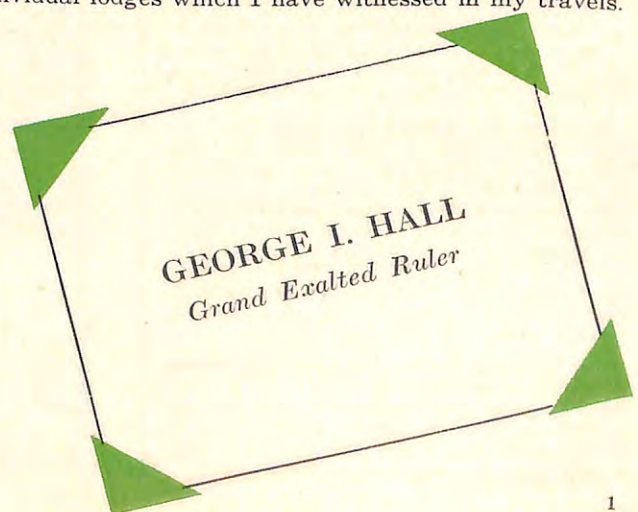 lodges which I have witnessed in my travels.
GEORGE I. HALL
Grand Exalted Ruler
1